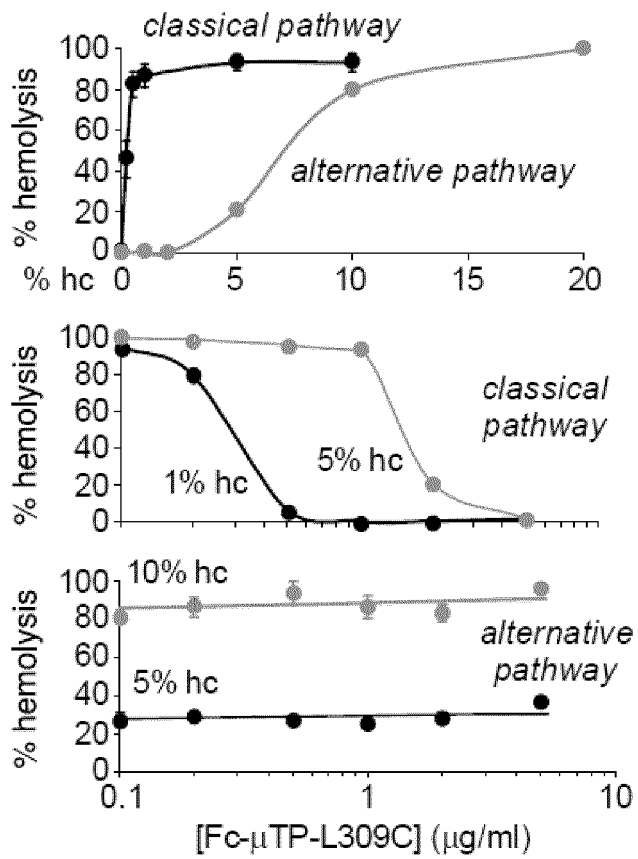 classical pathway
100
80
60
40
20
0
% hemolysis
alternative pathway
% hc 0 5 10 15 20
100
80
60
40
20
0
% hemolysis
classical
pathway
5% hc
1% hc
100
80
60
40
20
0
% hemolysis
10% hc
alternative
pathway
5% hc
0.1 1 10
[Fc-μTP-L309C] (μg/ml)